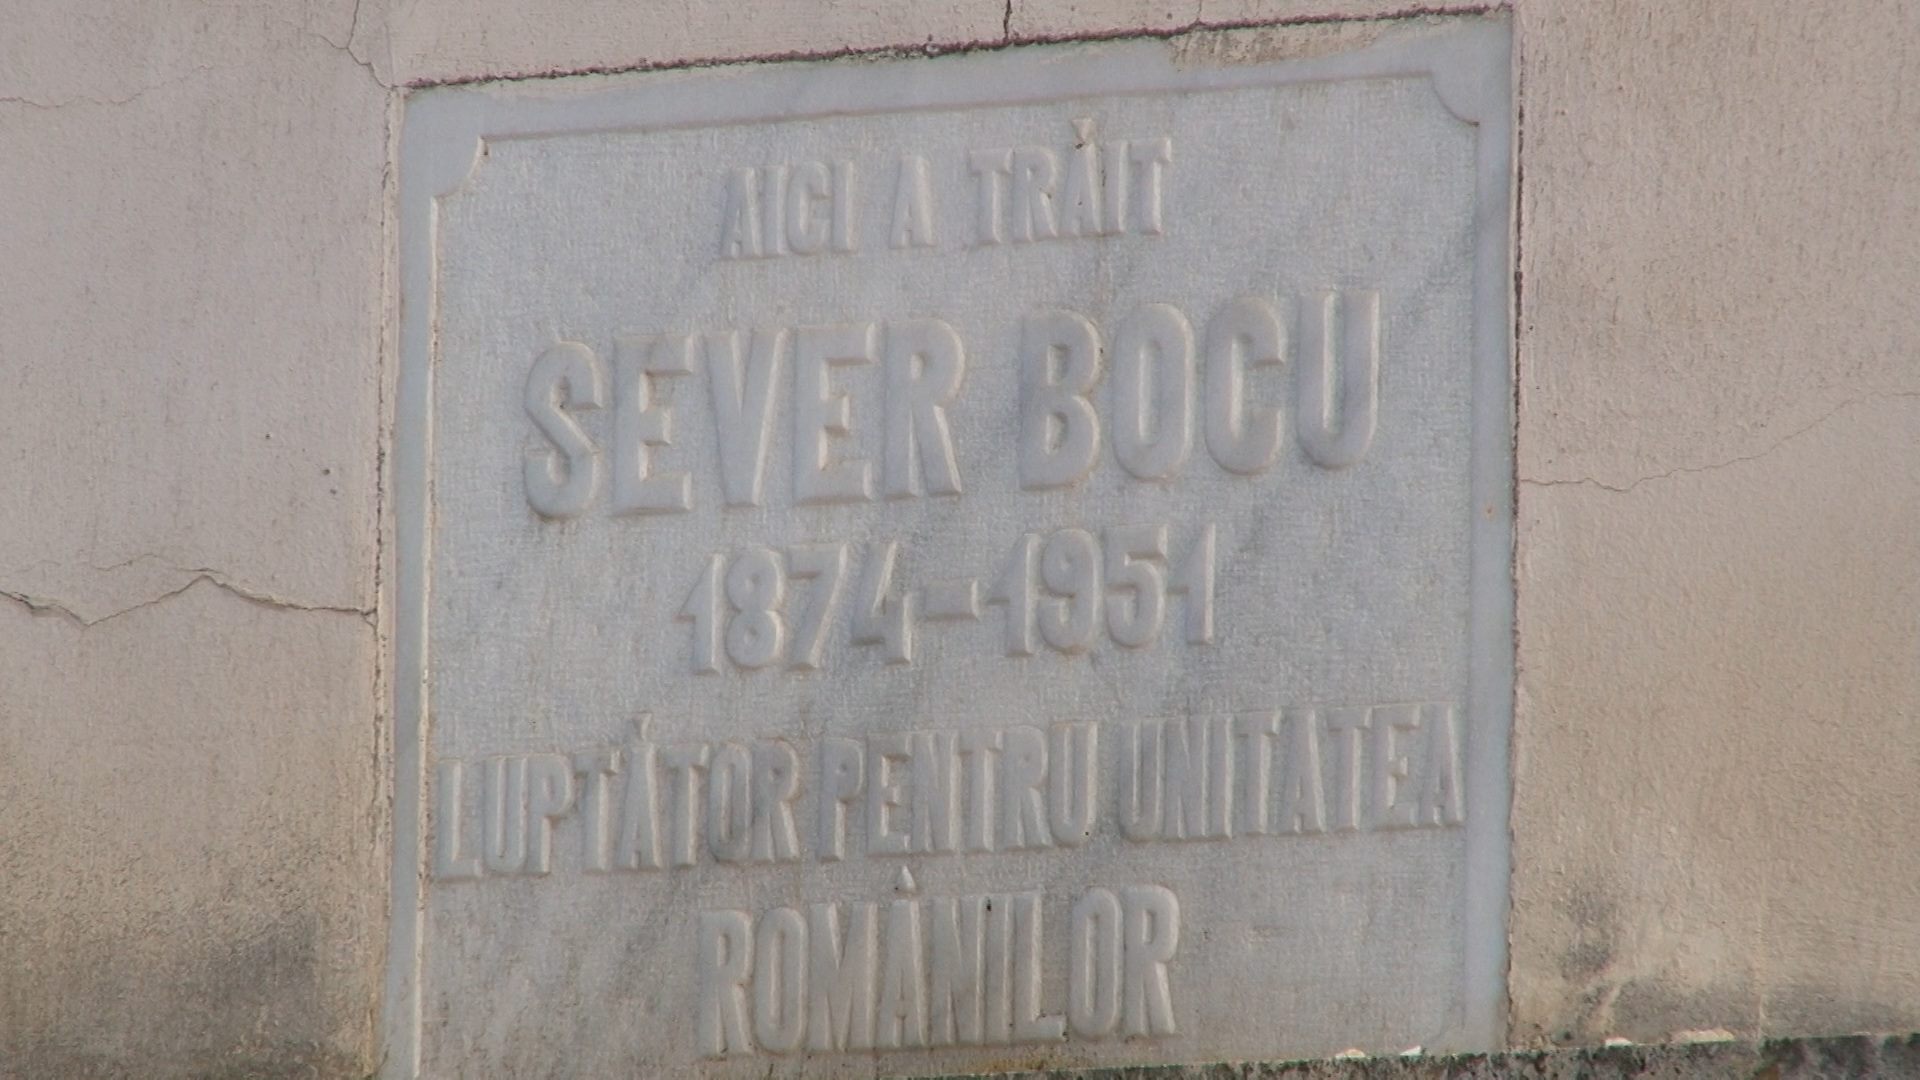 AICI A TRĂIT
SEVER BOCU
1874-1951
LUPTĂTOR PENTRU UNITATEA
ROMÂNILOR